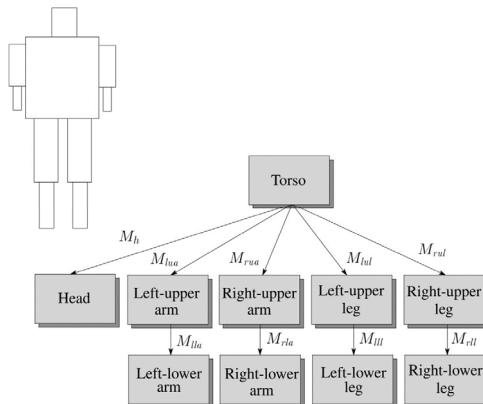 Torso
M_h
M_lua
M_rua
M_lul
M_rul
Head
Left-upper
arm
Right-upper
arm
Left-upper
leg
Right-upper
leg
M_lla
M_rla
M_lll
M_rll
Left-lower
arm
Right-lower
arm
Left-lower
leg
Right-lower
leg